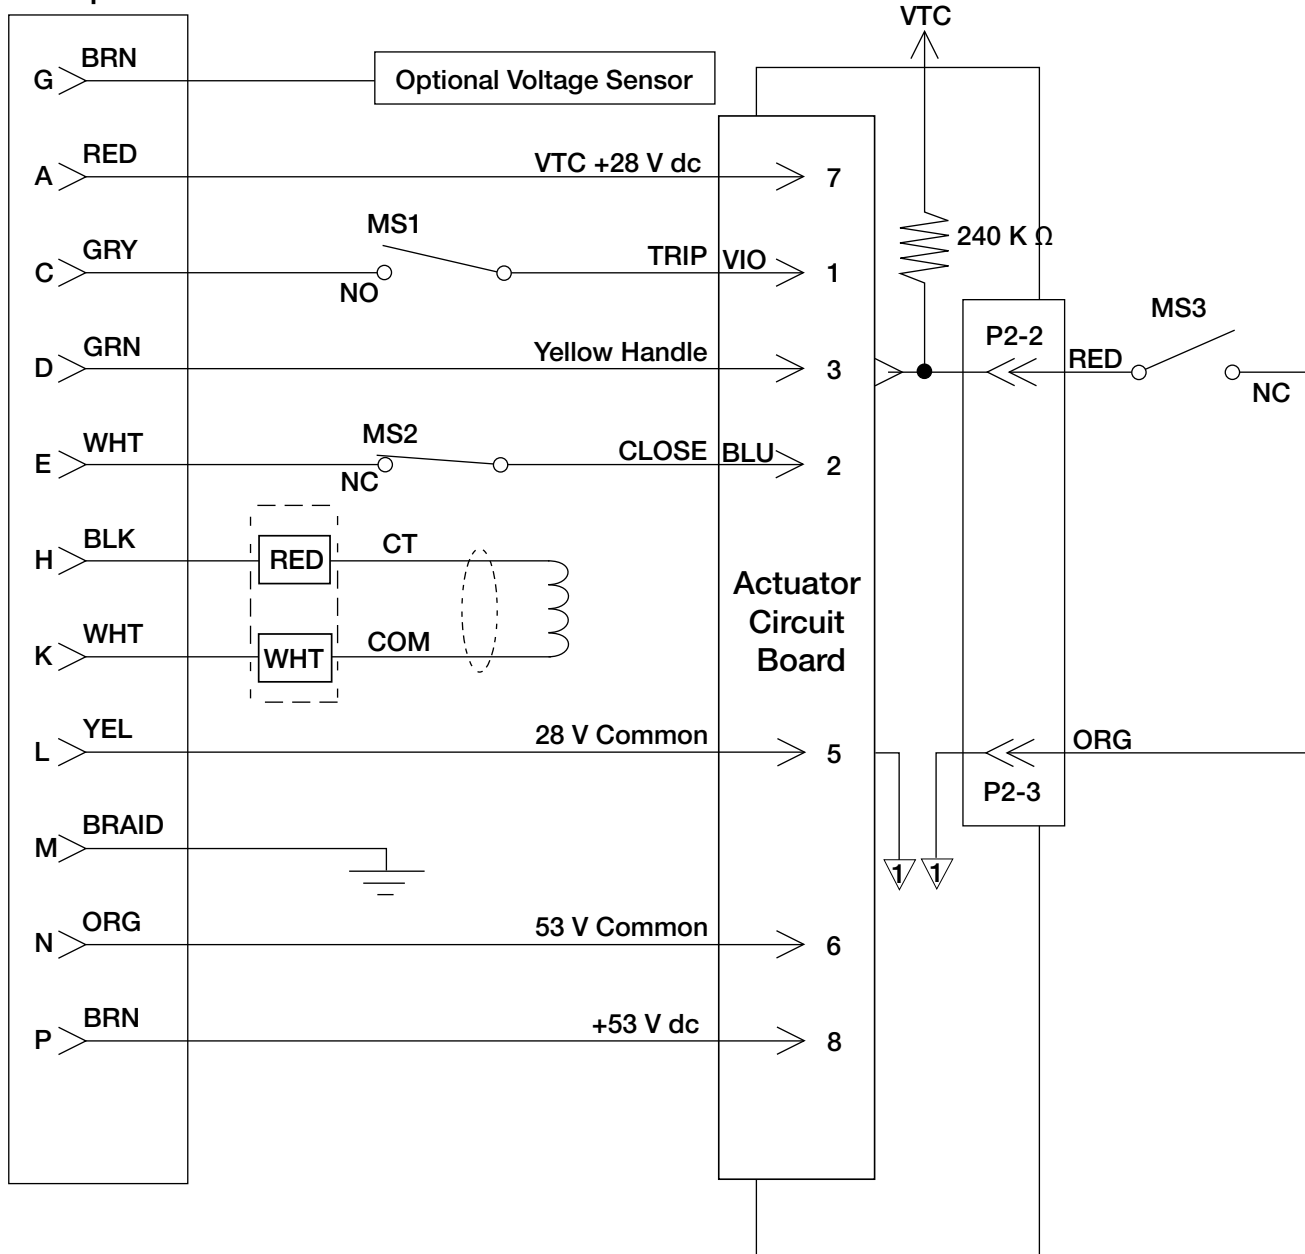 VTC
G BRN
Optional Voltage Sensor
A RED VTC +28 V dc 7
240 K Ω
C GRY MS1 NO TRIP VIO 1
D GRN Yellow Handle 3
P2-2 RED MS3 NC
E WHT MS2 NC CLOSE BLU 2
H BLK RED CT
K WHT WHT COM
Actuator
Circuit
Board
L YEL 28 V Common 5
ORG
P2-3
M BRAID
1 1
N ORG 53 V Common 6
P BRN +53 V dc 8